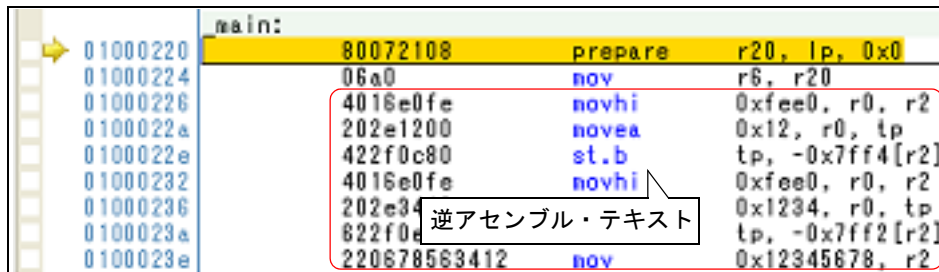 _main:
01000220 80072108 prepare r20, lp, 0x0
01000224 06a0 mov r6, r20
01000226 4016e0fe movhi 0xfee0, r0, r2
0100022a 202e1200 movea 0x12, r0, tp
0100022e 422f0c80 st.b tp, -0x7ff4[r2]
01000232 4016e0fe movhi 0xfee0, r0, r2
01000236 202e34 0x1234, r0, tp
0100023a 622f0e tp, -0x7ff2[r2]
逆アセンブル・テキスト
0100023e 220678563412 mov 0x12345678, r2